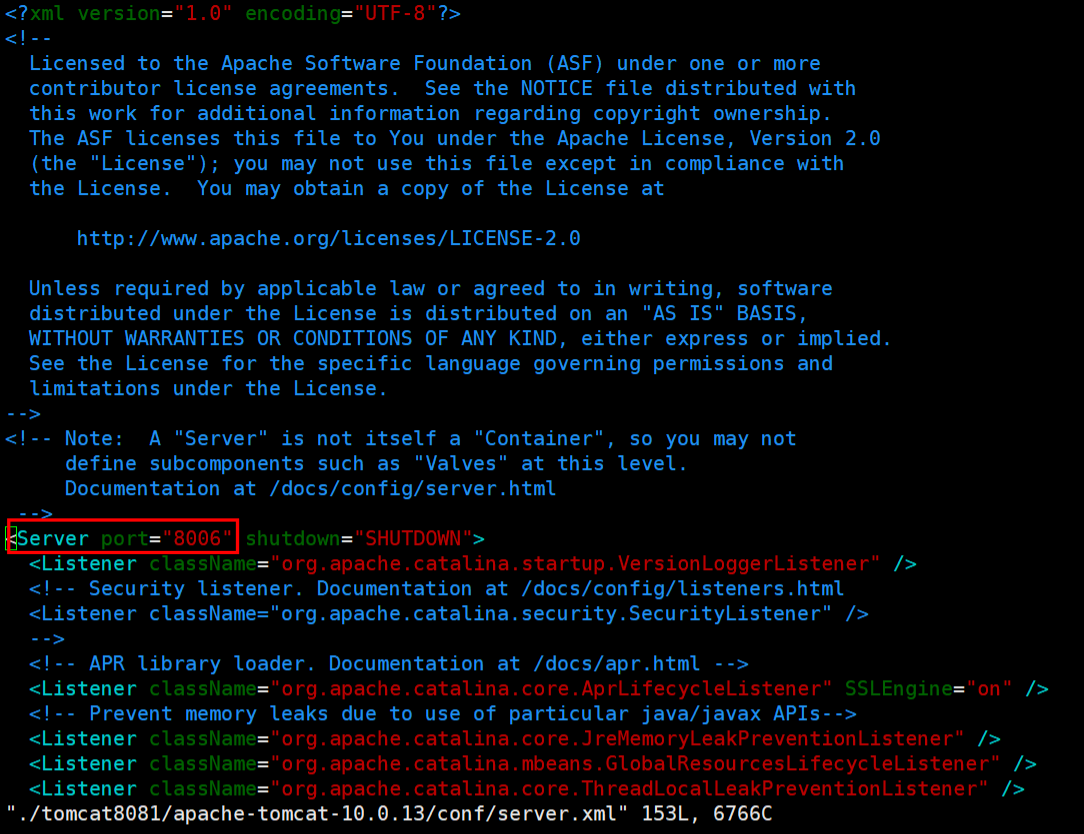 <?xml version="1.0" encoding="UTF-8"?>
<!--
  Licensed to the Apache Software Foundation (ASF) under one or more
  contributor license agreements.  See the NOTICE file distributed with
  this work for additional information regarding copyright ownership.
  The ASF licenses this file to You under the Apache License, Version 2.0
  (the "License"); you may not use this file except in compliance with
  the License.  You may obtain a copy of the License at

      http://www.apache.org/licenses/LICENSE-2.0

  Unless required by applicable law or agreed to in writing, software
  distributed under the License is distributed on an "AS IS" BASIS,
  WITHOUT WARRANTIES OR CONDITIONS OF ANY KIND, either express or implied.
  See the License for the specific language governing permissions and
  limitations under the License.
-->
<!-- Note:  A "Server" is not itself a "Container", so you may not
     define subcomponents such as "Valves" at this level.
     Documentation at /docs/config/server.html
 -->
<Server port="8006" shutdown="SHUTDOWN">
  <Listener className="org.apache.catalina.startup.VersionLoggerListener" />
  <!-- Security listener. Documentation at /docs/config/listeners.html
  <Listener className="org.apache.catalina.security.SecurityListener" />
  -->
  <!-- APR library loader. Documentation at /docs/apr.html -->
  <Listener className="org.apache.catalina.core.AprLifecycleListener" SSLEngine="on" />
  <!-- Prevent memory leaks due to use of particular java/javax APIs-->
  <Listener className="org.apache.catalina.core.JreMemoryLeakPreventionListener" />
  <Listener className="org.apache.catalina.mbeans.GlobalResourcesLifecycleListener" />
  <Listener className="org.apache.catalina.core.ThreadLocalLeakPreventionListener" />
"./tomcat8081/apache-tomcat-10.0.13/conf/server.xml" 153L, 6766C